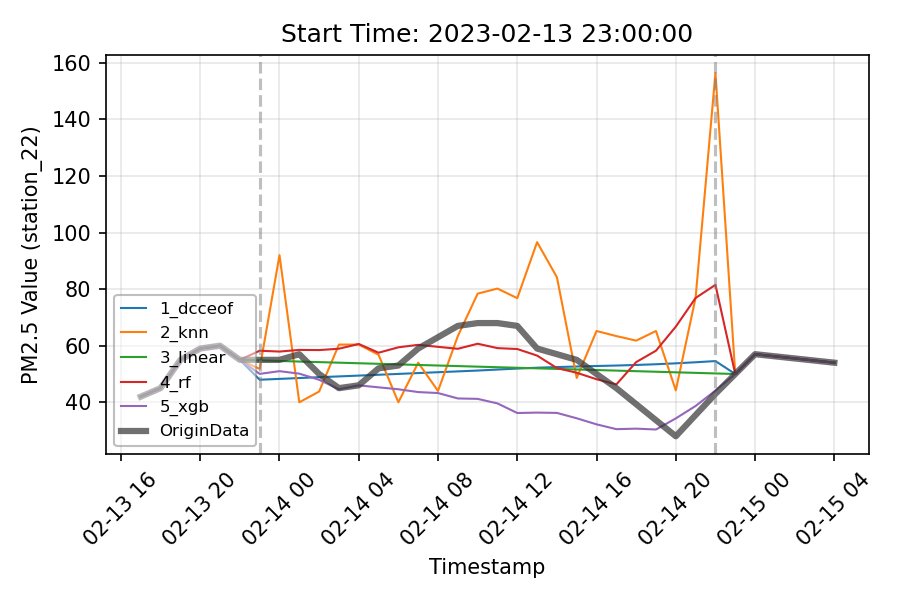 Start Time: 2023-02-13 23:00:00
PM2.5 Value (station_22)
160
140
120
100
80
60
40
1_dcceof
2_knn
3_linear
4_rf
5_xgb
OriginData
02-13 16
02-13 20
02-14 00
02-14 04
02-14 08
02-14 12
02-14 16
02-14 20
02-15 00
02-15 04
Timestamp